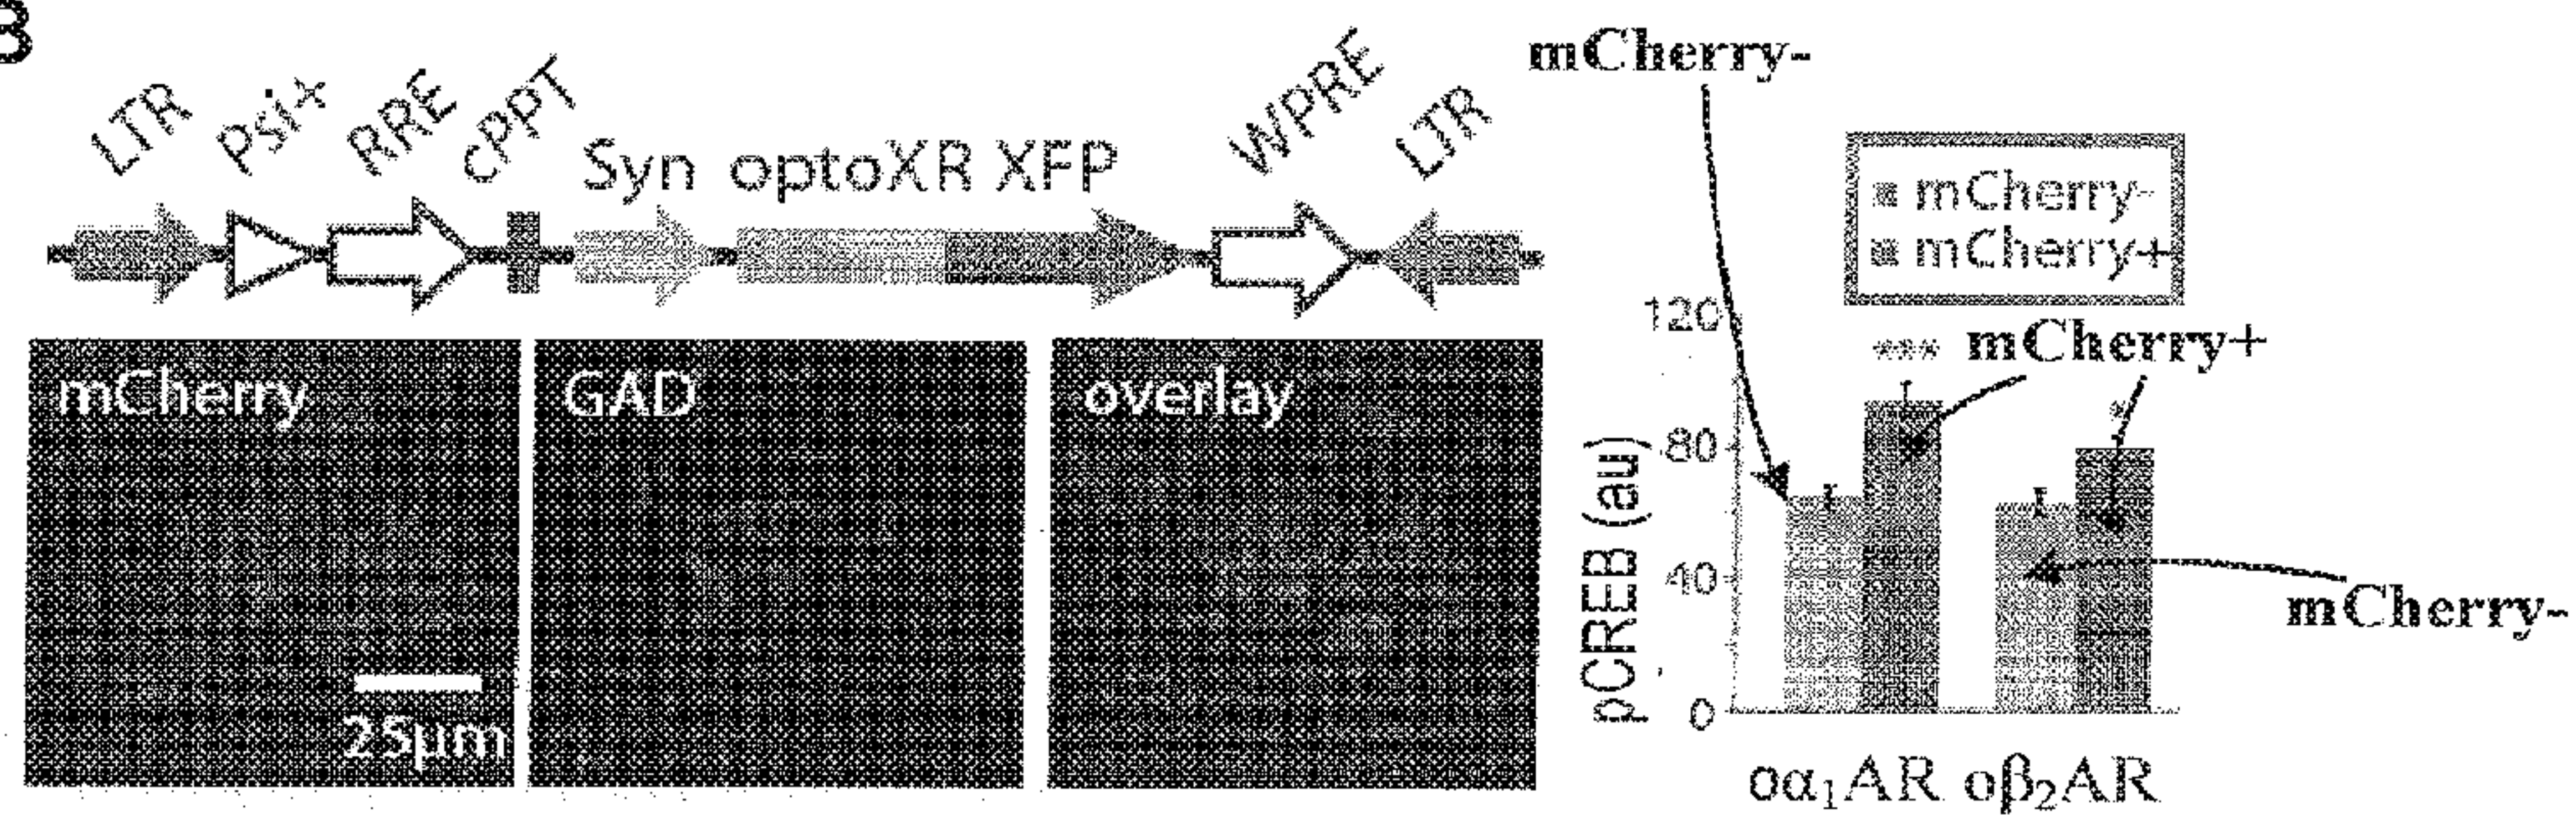 B
LTR Psi+ RRE cPPT Syn optoXR XFP WPRE LTR
mCherry
GAD
overlay
25μm
mCherry-
mCherry-
mCherry+
***
mCherry+
*
mCherry-
pCREB (au)
120
80
40
0
oα₁AR oβ₂AR